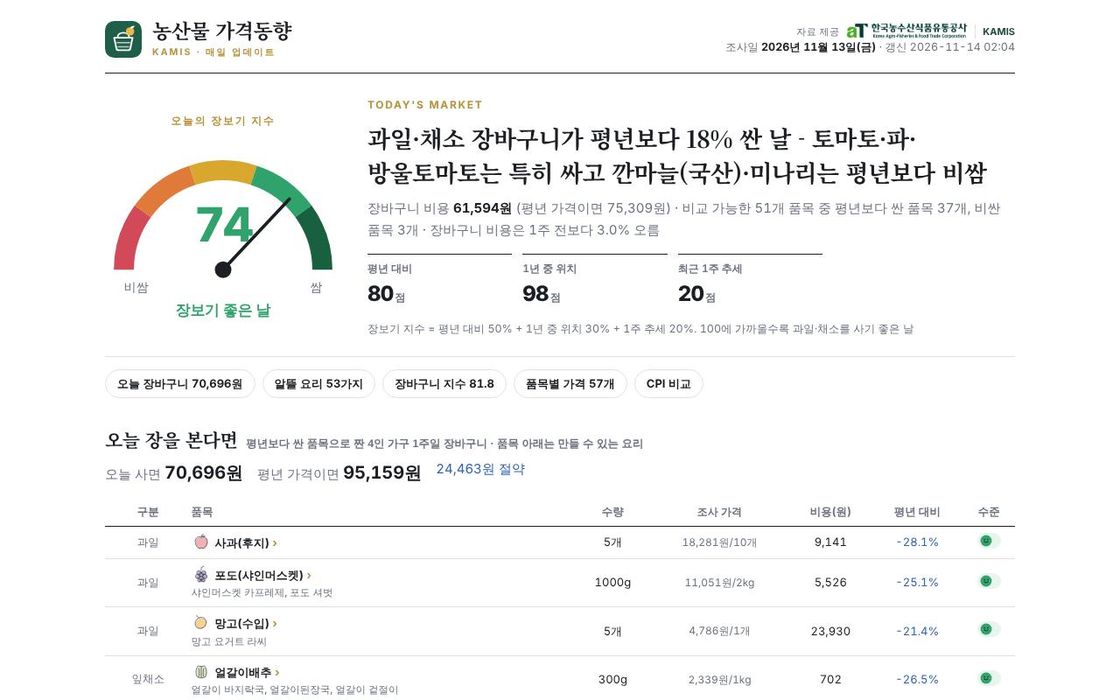 농산물 가격동향
KAMIS · 매일 업데이트
자료 제공 aT 한국농수산식품유통공사 KAMIS
Korea Agro-Fisheries & Food Trade Corporation
조사일 2026년 11월 13일(금) · 갱신 2026-11-14 02:04
오늘의 장보기 지수
74
비쌈 쌈
장보기 좋은 날
TODAY'S MARKET
과일·채소 장바구니가 평년보다 18% 싼 날 - 토마토·파·
방울토마토는 특히 싸고 깐마늘(국산)·미나리는 평년보다 비쌈
장바구니 비용 61,594원 (평년 가격이면 75,309원) · 비교 가능한 51개 품목 중 평년보다 싼 품목 37개, 비싼
품목 3개 · 장바구니 비용은 1주 전보다 3.0% 오름
평년 대비 1년 중 위치 최근 1주 추세
80점 98점 20점
장보기 지수 = 평년 대비 50% + 1년 중 위치 30% + 1주 추세 20%. 100에 가까울수록 과일·채소를 사기 좋은 날
오늘 장바구니 70,696원 알뜰 요리 53가지 장바구니 지수 81.8 품목별 가격 57개 CPI 비교
오늘 장을 본다면 평년보다 싼 품목으로 짠 4인 가구 1주일 장바구니 · 품목 아래는 만들 수 있는 요리
오늘 사면 70,696원 평년 가격이면 95,159원 24,463원 절약
구분 품목 수량 조사 가격 비용(원) 평년 대비 수준
과일 사과(후지) › 5개 18,281원/10개 9,141 -28.1%
과일 포도(샤인머스켓) › 1000g 11,051원/2kg 5,526 -25.1%
샤인머스켓 카프레제, 포도 셔벗
과일 망고(수입) › 5개 4,786원/1개 23,930 -21.4%
망고 요거트 라씨
잎채소 얼갈이배추 › 300g 2,339원/1kg 702 -26.5%
얼갈이 바지락국, 얼갈이된장국, 얼갈이 겉절이